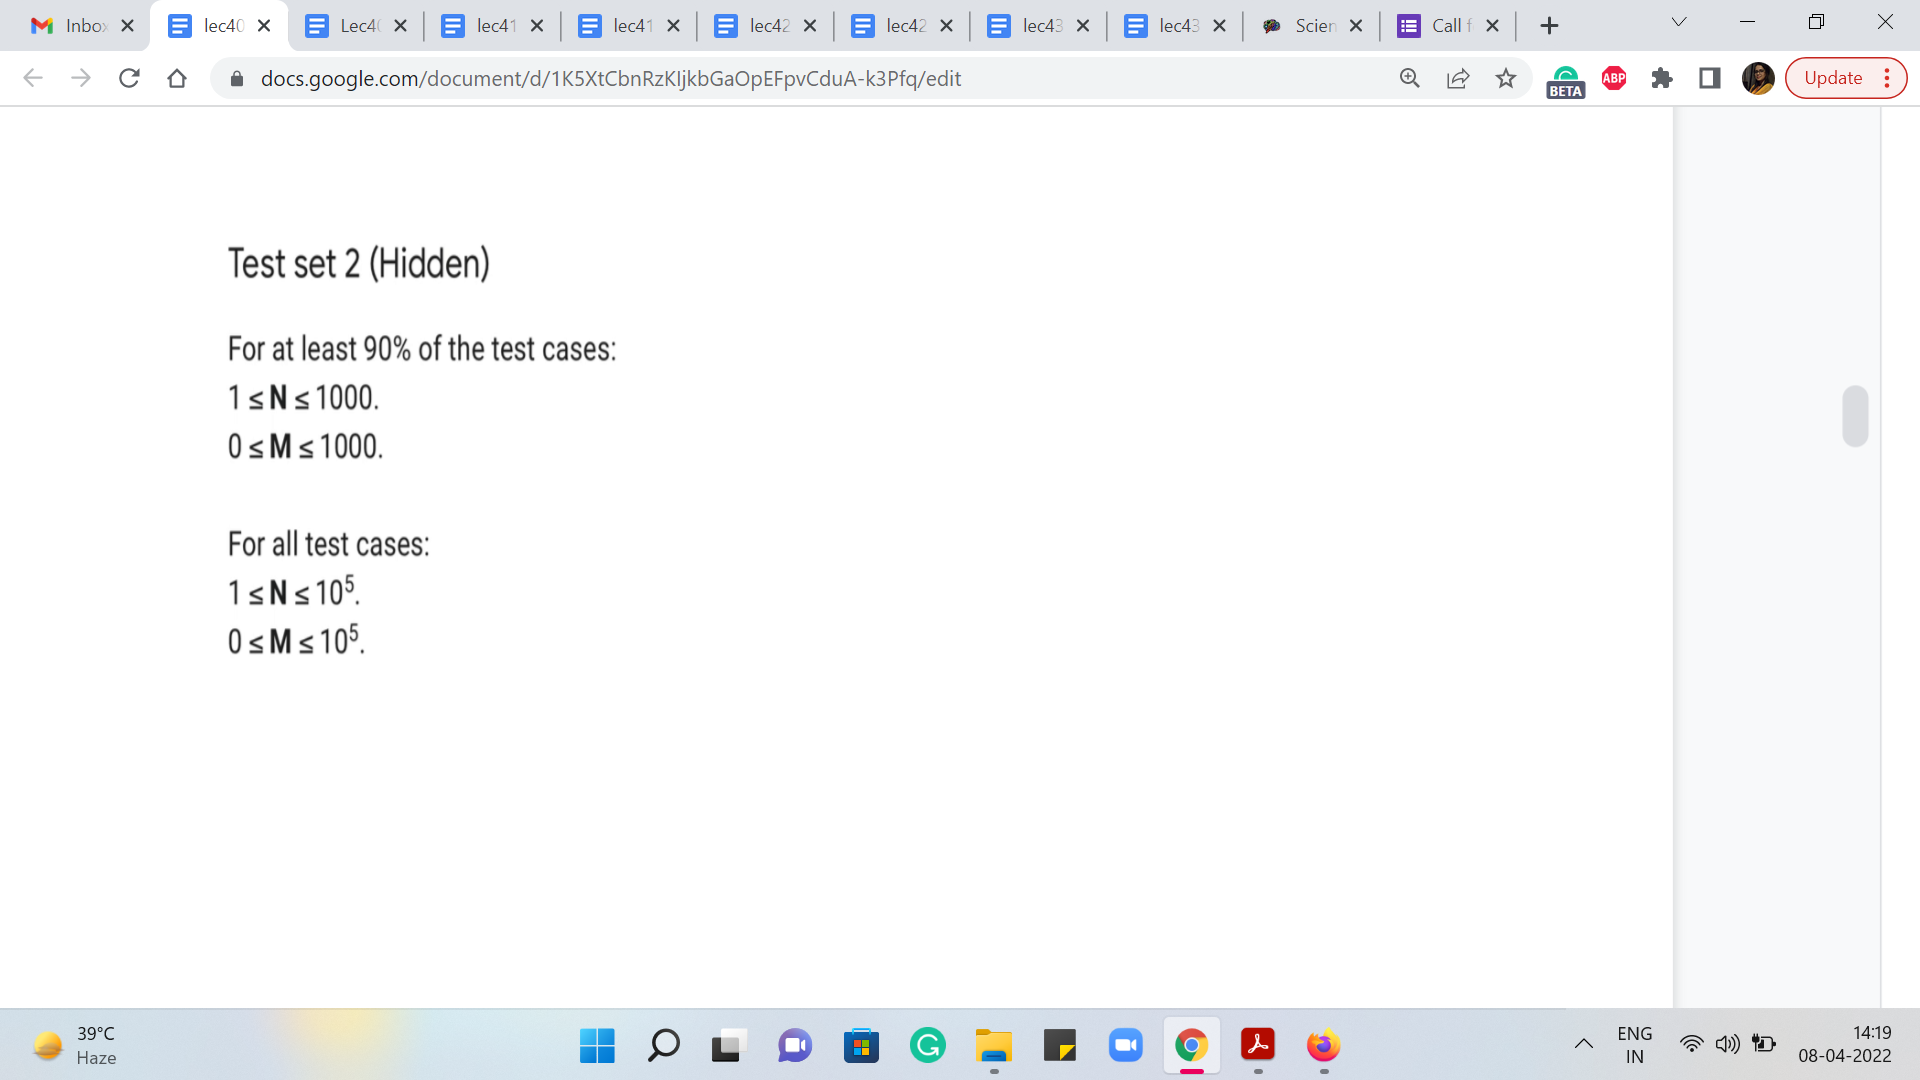 Inbox
lec40
Lec40
lec41
lec41
lec42
lec42
lec43
lec43
Scien
Call f
docs.google.com/document/d/1K5XtCbnRzKIjkbGaOpEFpvCduA-k3Pfq/edit
BETA
ABP
Update
Test set 2 (Hidden)
For at least 90% of the test cases:
1 ≤ N ≤ 1000.
0 ≤ M ≤ 1000.
For all test cases:
1 ≤ N ≤ 10⁵.
0 ≤ M ≤ 10⁵.
39°C
Haze
ENG
IN
14:19
08-04-2022